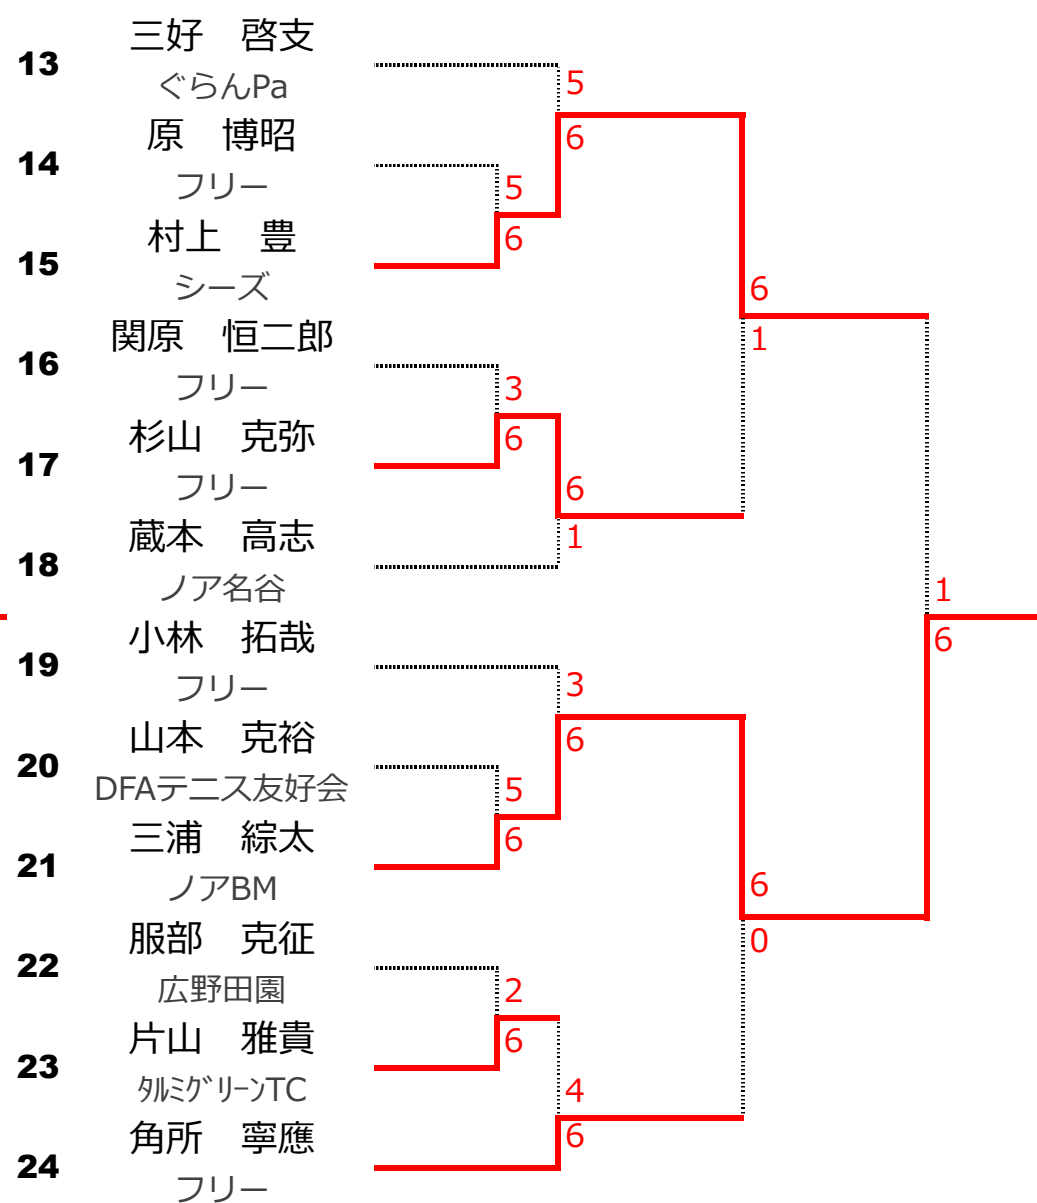 三好　啓支
13
ぐらんPa
5
原　博昭
6
14
フリー
5
村上　豊
6
15
シーズ
6
関原　恒二郎
1
16
フリー
3
杉山　克弥
6
17
フリー
6
蔵本　高志
1
18
ノア名谷
1
小林　拓哉
6
19
フリー
3
山本　克裕
6
20
DFAテニス友好会
5
三浦　綜太
6
21
ノアBM
6
服部　克征
0
22
広野田園
2
片山　雅貴
6
23
ﾀﾙﾐｸﾞﾘｰﾝTC
4
角所　寧應
6
24
フリー